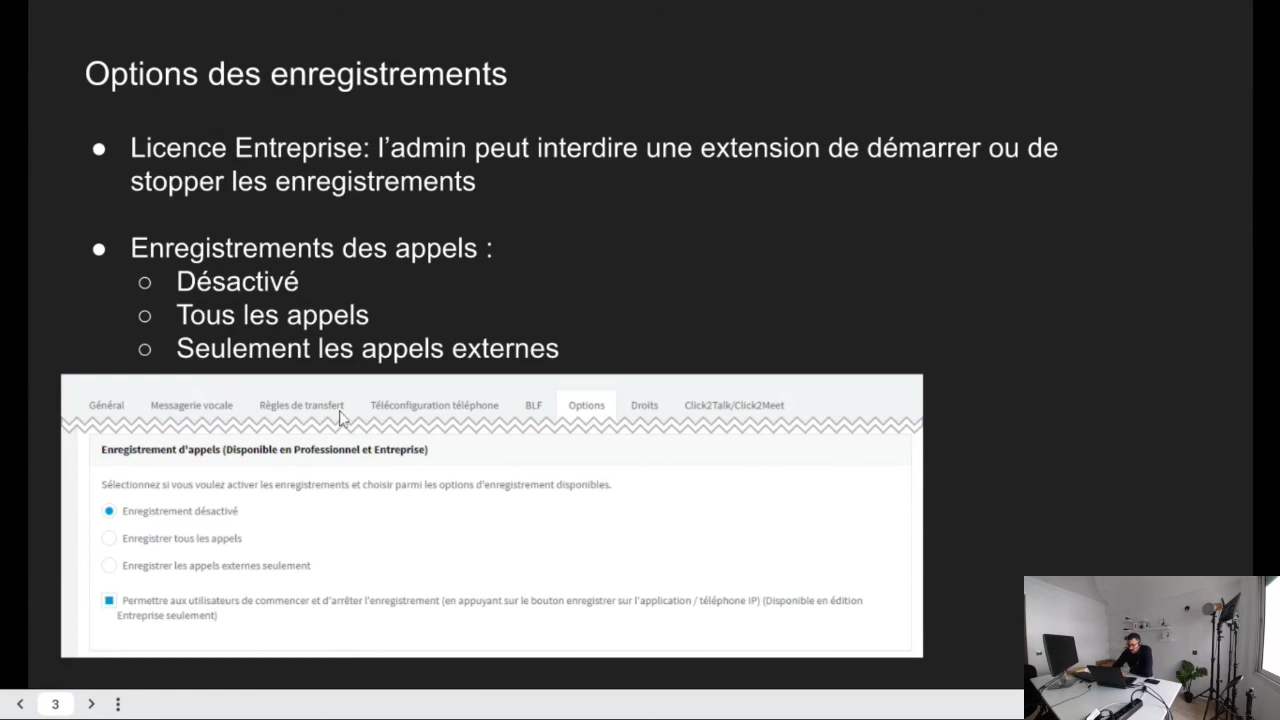 Options des enregistrements
● Licence Entreprise: l’admin peut interdire une extension de démarrer ou de
stopper les enregistrements
● Enregistrements des appels :
○ Désactivé
○ Tous les appels
○ Seulement les appels externes
Général Messagerie vocale Règles de transfert Téléconfiguration téléphone BLF Options Droits Click2Talk/Click2Meet
Enregistrement d'appels (Disponible en Professionnel et Entreprise)
Sélectionnez si vous voulez activer les enregistrements et choisir parmi les options d'enregistrement disponibles.
Enregistrement désactivé
Enregistrer tous les appels
Enregistrer les appels externes seulement
Permettre aux utilisateurs de commencer et d'arrêter l'enregistrement (en appuyant sur le bouton enregistrer sur l'application / téléphone IP) (Disponible en édition
Entreprise seulement)
3